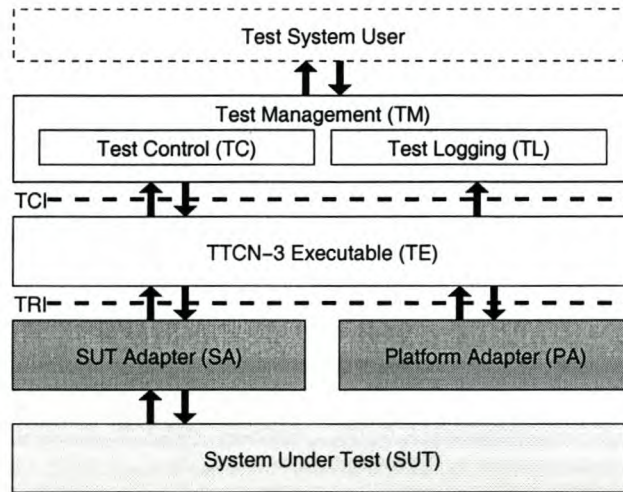 Test System User
Test Management (TM)
Test Control (TC) Test Logging (TL)
TCI
TTCN-3 Executable (TE)
TRI
SUT Adapter (SA) Platform Adapter (PA)
System Under Test (SUT)